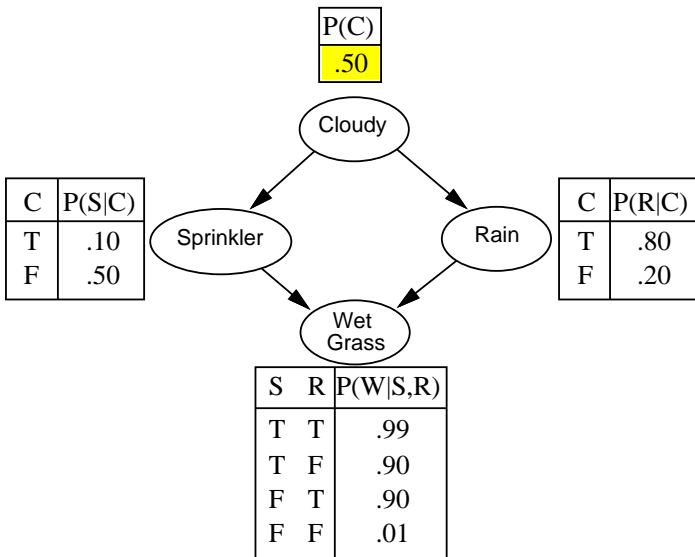 P(C)
.50
Cloudy
C P(S|C)
T .10
F .50
Sprinkler
Rain
C P(R|C)
T .80
F .20
Wet
Grass
S R P(W|S,R)
T T .99
T F .90
F T .90
F F .01